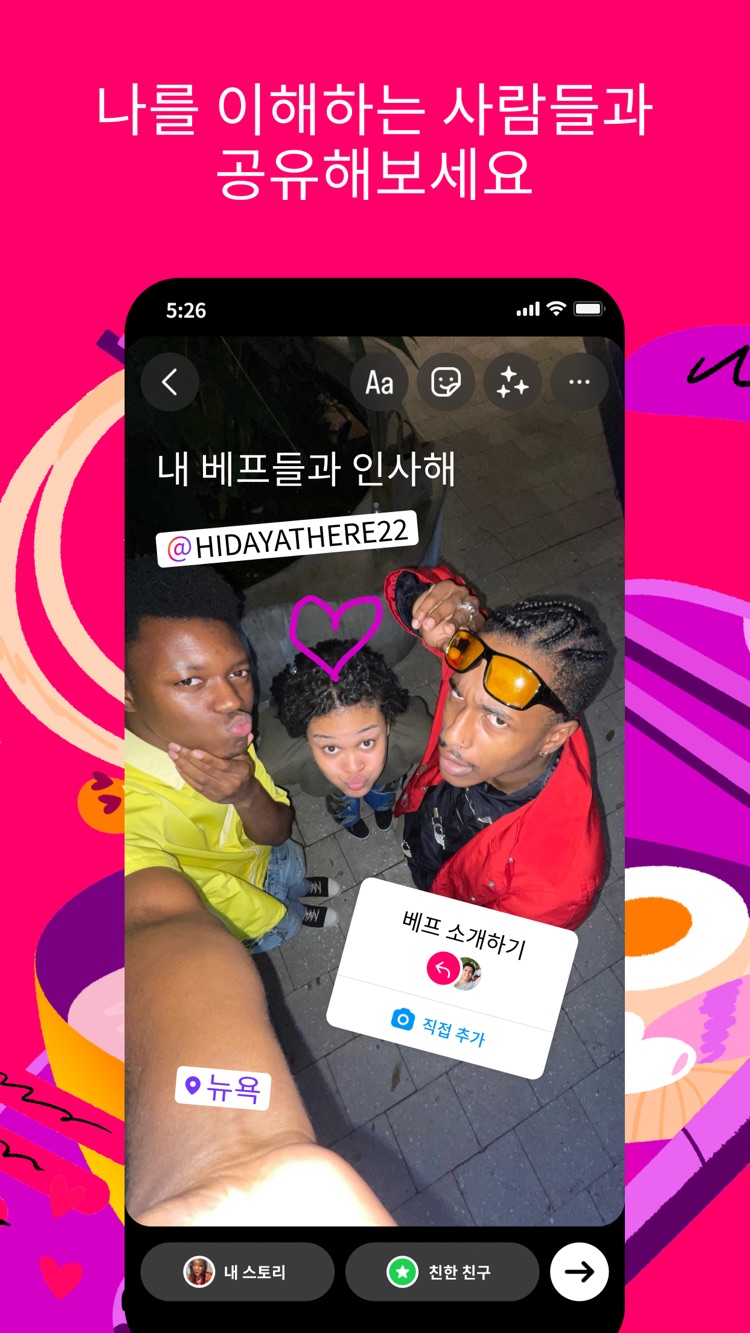 나를 이해하는 사람들과
공유해보세요
5:26
Aa
내 베프들과 인사해
@HIDAYATHERE22
베프 소개하기
직접 추가
뉴욕
내 스토리
친한 친구